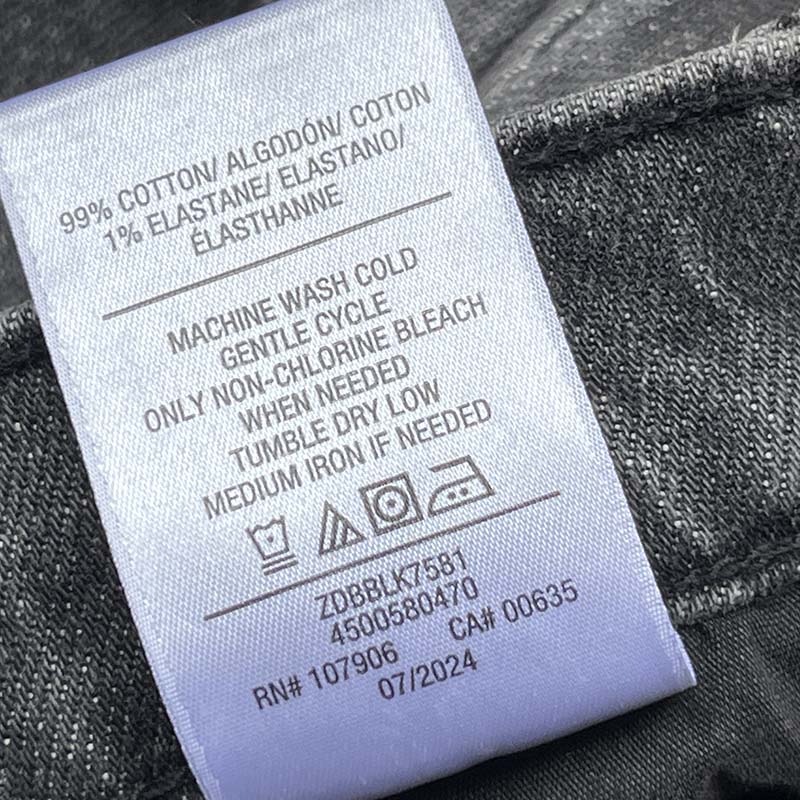 99% COTTON/ ALGODÓN/ COTON
1% ELASTANE/ ELASTANO/
ÉLASTHANNE
MACHINE WASH COLD
GENTLE CYCLE
ONLY NON-CHLORINE BLEACH
WHEN NEEDED
TUMBLE DRY LOW
MEDIUM IRON IF NEEDED
ZDBBLK7581
4500580470
RN# 107906 CA# 00635
07/2024